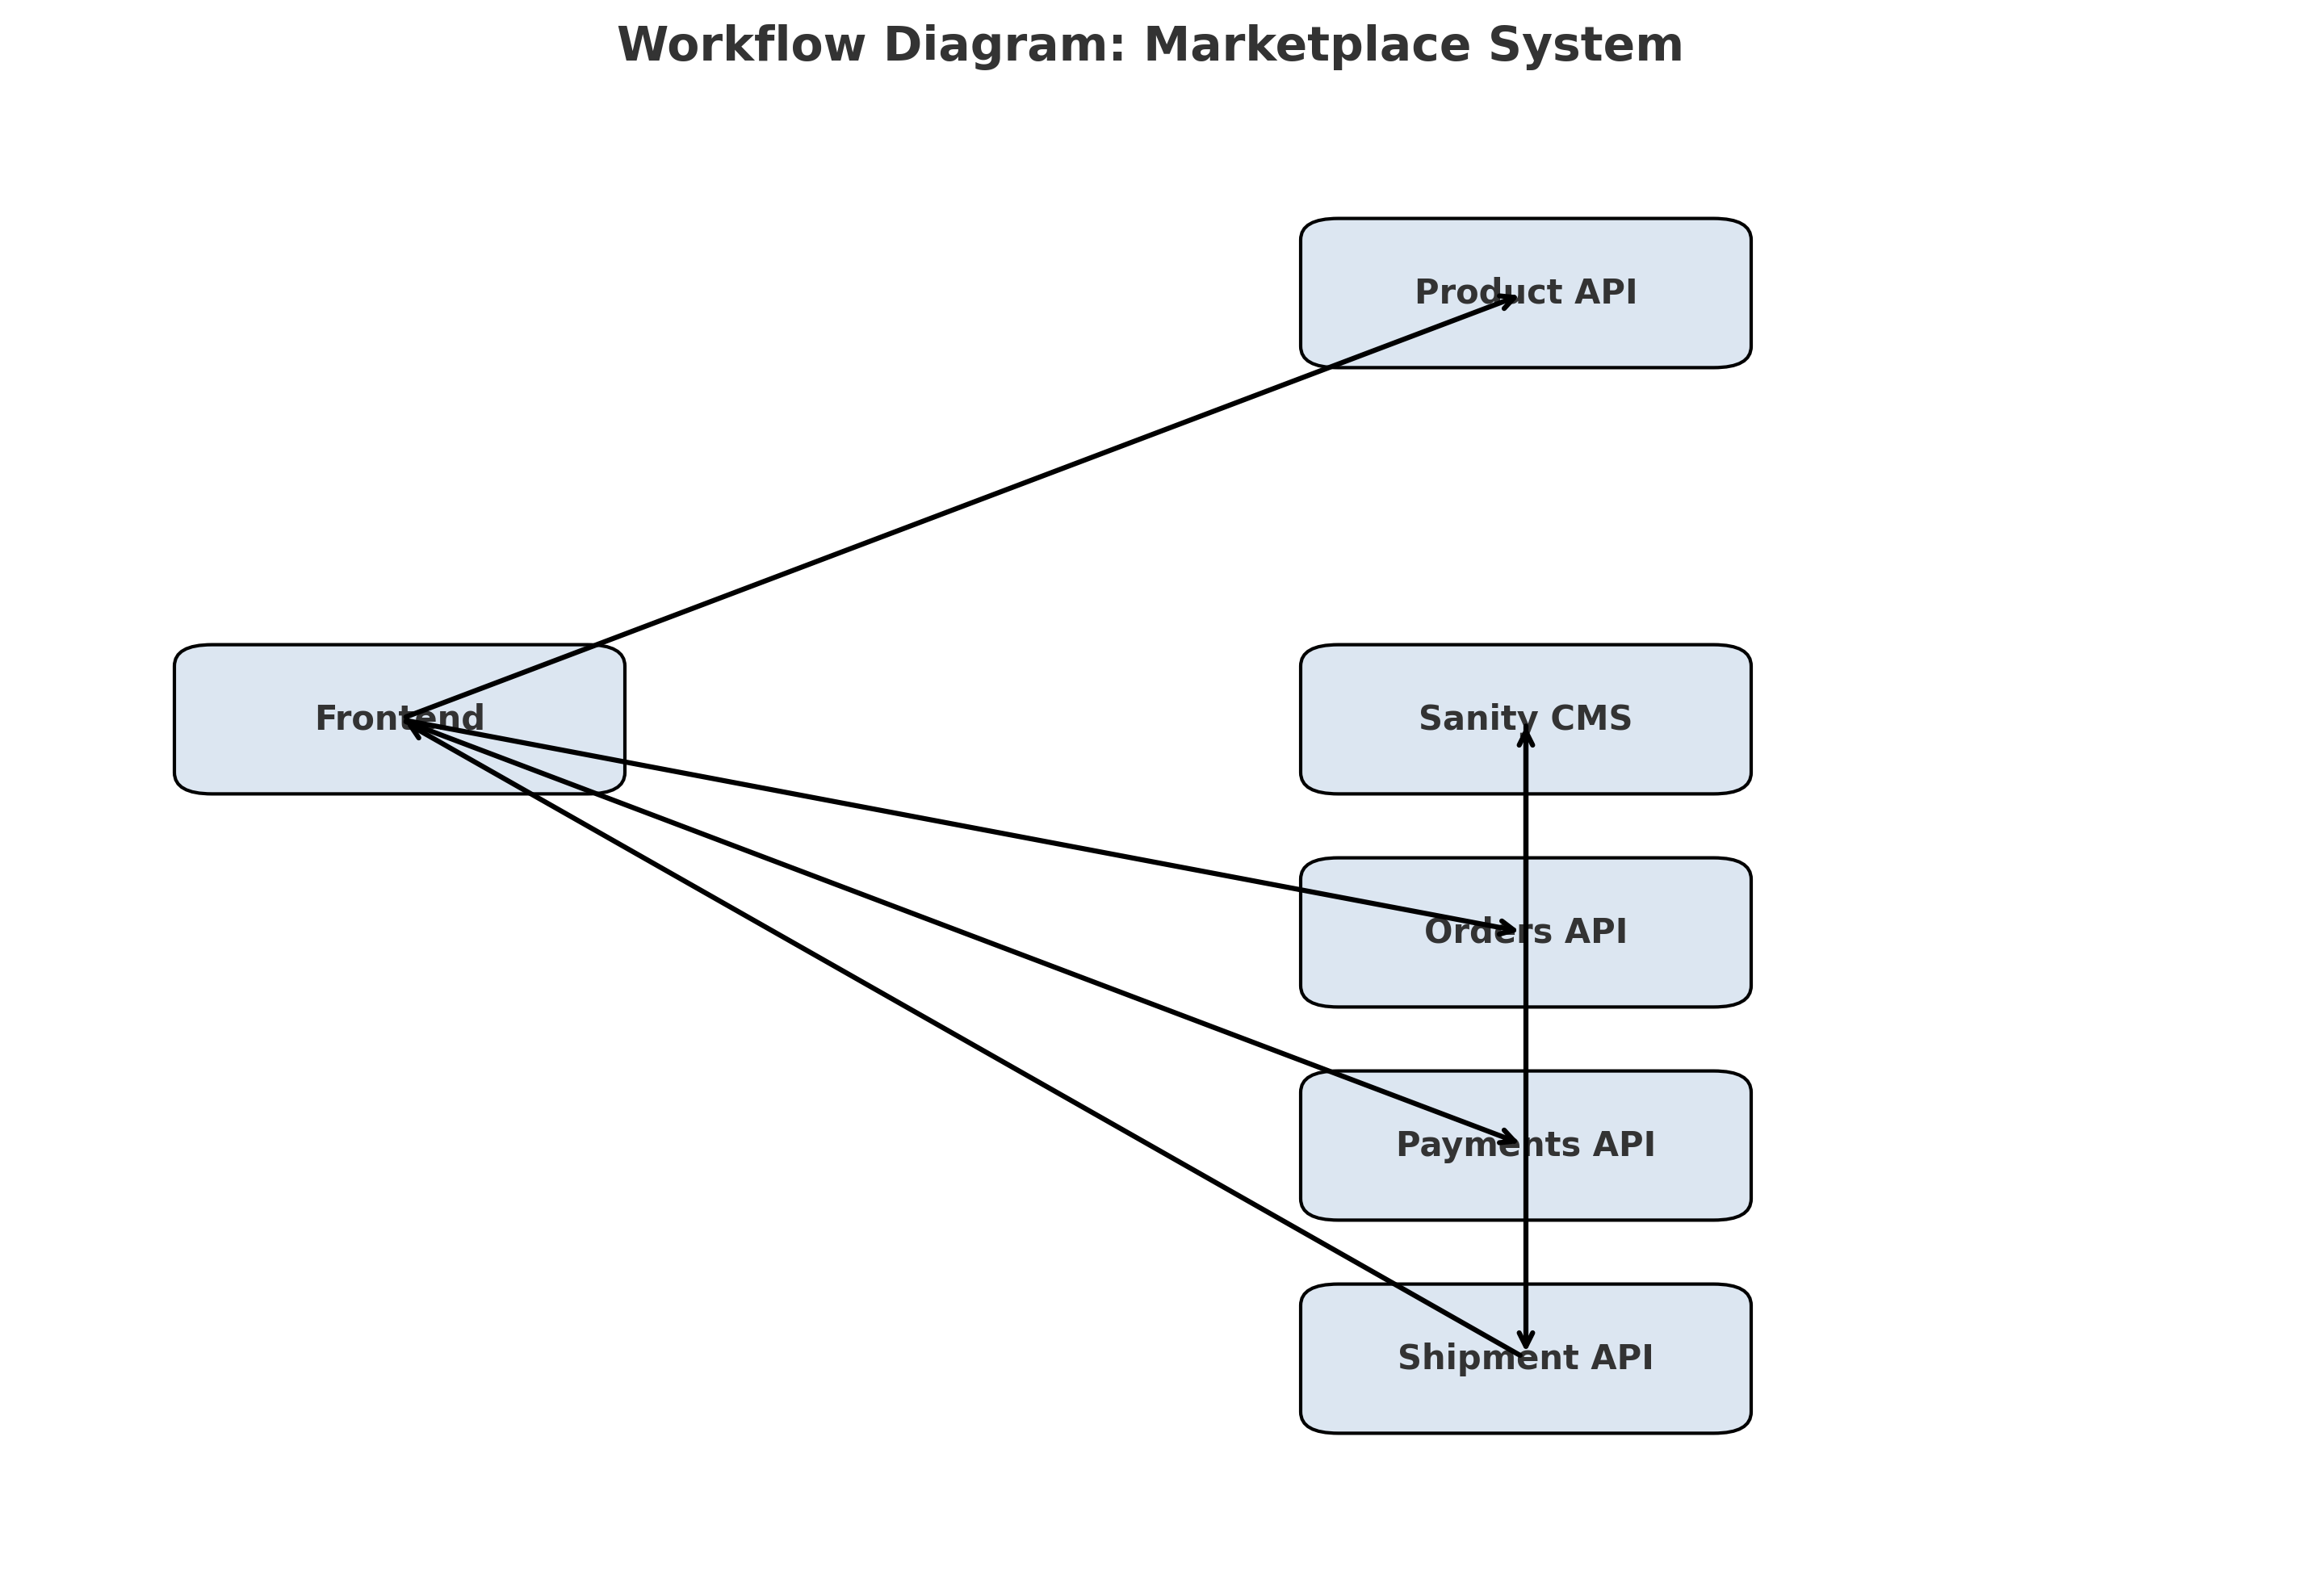 Workflow Diagram: Marketplace System
Product API
Frontend
Sanity CMS
Orders API
Payments API
Shipment API